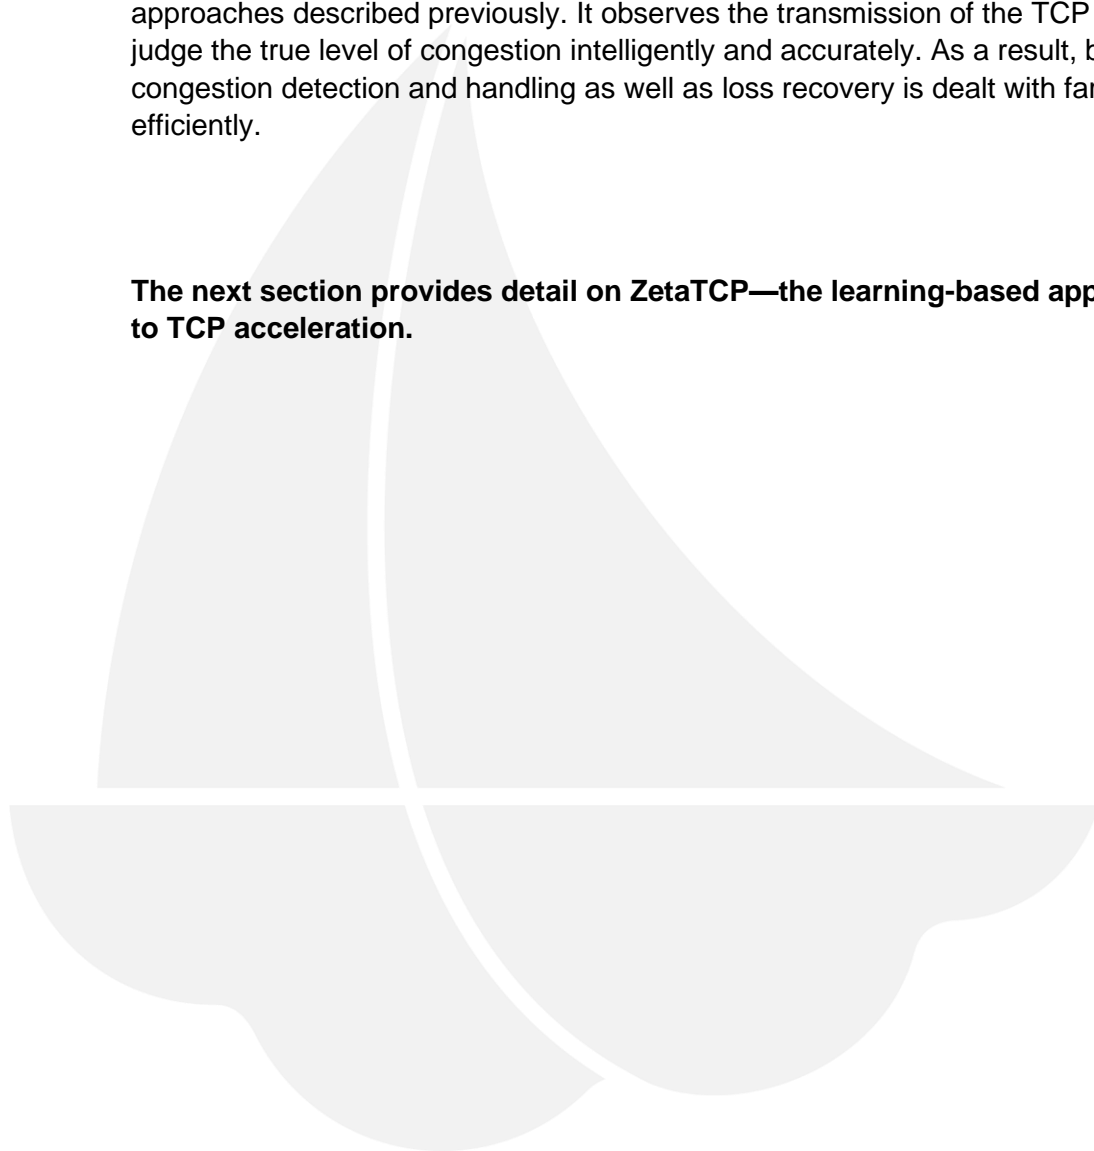 approaches described previously. It observes the transmission of the TCP
judge the true level of congestion intelligently and accurately. As a result,
congestion detection and handling as well as loss recovery is dealt with
efficiently.
The next section provides detail on ZetaTCP—the learning-based
to TCP acceleration.